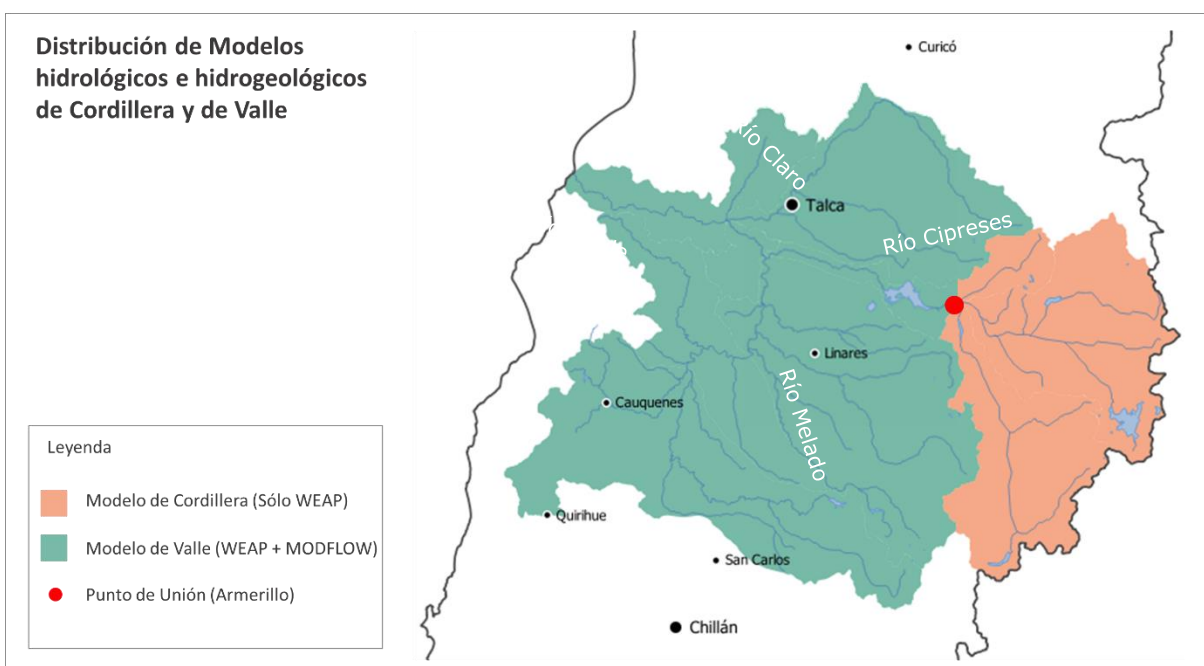 Distribución de Modelos
hidrológicos e hidrogeológicos
de Cordillera y de Valle
Curicó
Río Claro
Talca
Río Cipreses
Linares
Río Melado
Cauquenes
Quirihue
San Carlos
Chillán
Leyenda
Modelo de Cordillera (Sólo WEAP)
Modelo de Valle (WEAP + MODFLOW)
Punto de Unión (Armerillo)